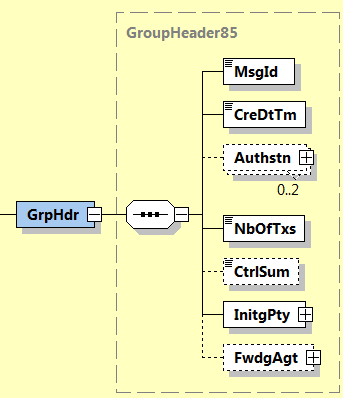 GroupHeader85
MsgId
CreDtTm
Authstn
0..2
GrpHdr
NbOfTxs
CtrlSum
InitgPty
FwdgAgt